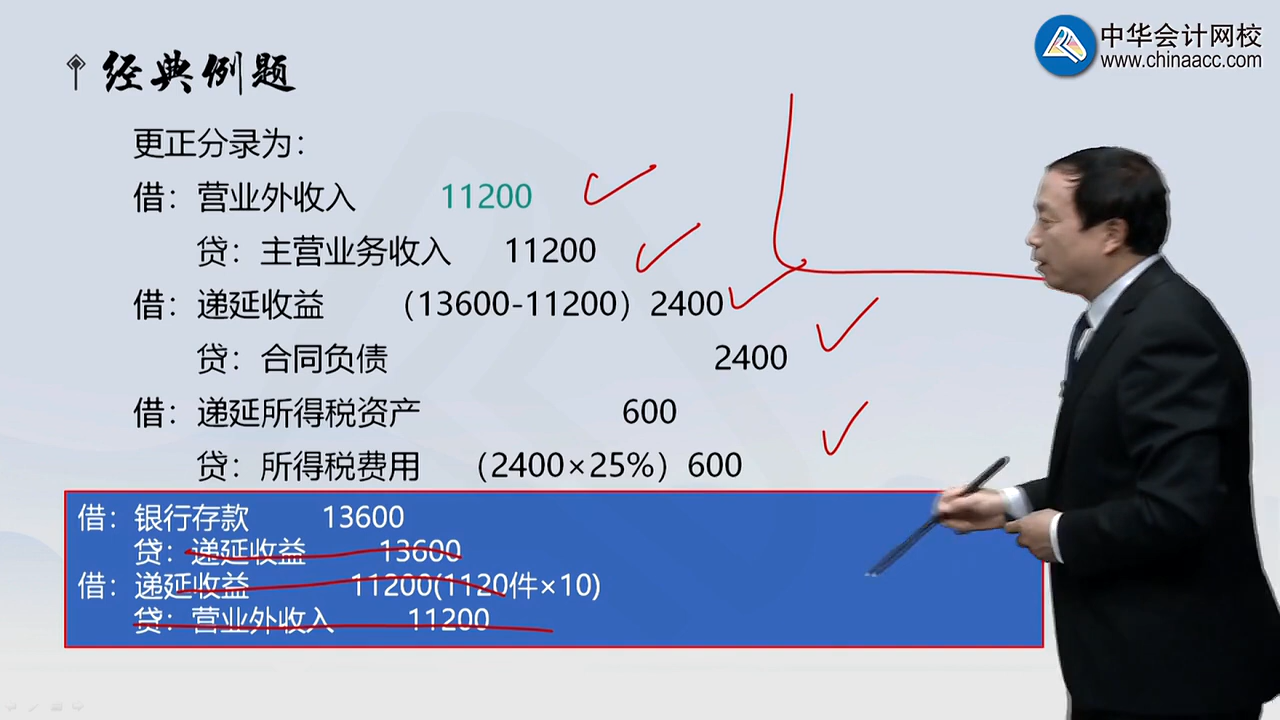 中华会计网校
www.chinaacc.com
经典例题
更正分录为：
借：营业外收入 11200
贷：主营业务收入 11200
借：递延收益 （13600-11200）2400
贷：合同负债 2400
借：递延所得税资产 600
贷：所得税费用 （2400×25%）600
借：银行存款 13600
贷：递延收益 13600
借：递延收益 11200(1120件×10)
贷：营业外收入 11200